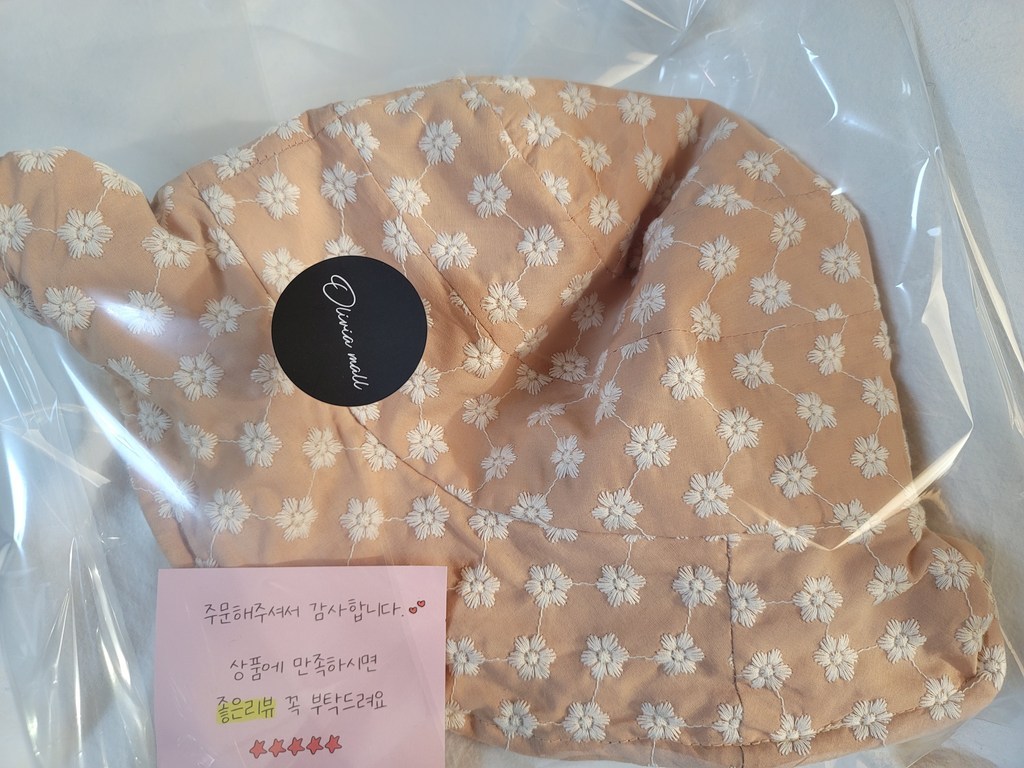 Olivia mall
주문해주셔서 감사합니다.
상품에 만족하시면
좋은리뷰 꼭 부탁드려요